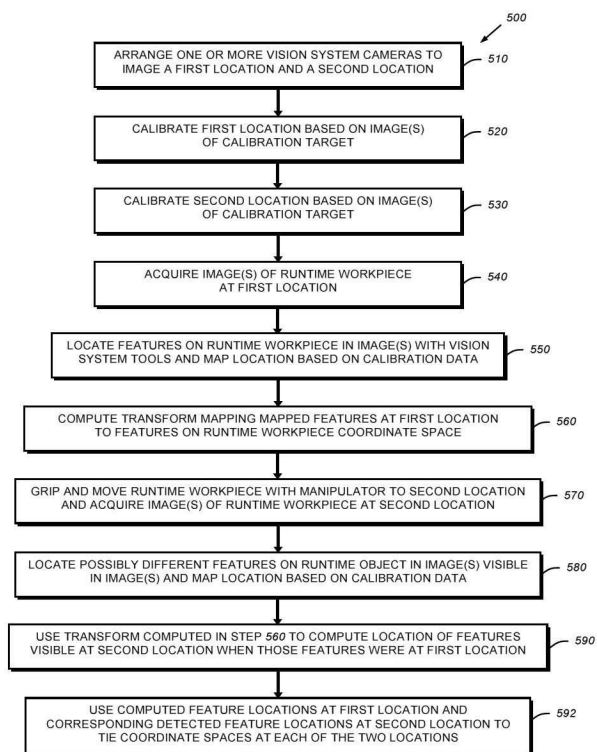 500
ARRANGE ONE OR MORE VISION SYSTEM CAMERAS TO
IMAGE A FIRST LOCATION AND A SECOND LOCATION
510
CALIBRATE FIRST LOCATION BASED ON IMAGE(S)
OF CALIBRATION TARGET
520
CALIBRATE SECOND LOCATION BASED ON IMAGE(S)
OF CALIBRATION TARGET
530
ACQUIRE IMAGE(S) OF RUNTIME WORKPIECE
AT FIRST LOCATION
540
LOCATE FEATURES ON RUNTIME WORKPIECE IN IMAGE(S) WITH VISION
SYSTEM TOOLS AND MAP LOCATION BASED ON CALIBRATION DATA
550
COMPUTE TRANSFORM MAPPING MAPPED FEATURES AT FIRST LOCATION
TO FEATURES ON RUNTIME WORKPIECE COORDINATE SPACE
560
GRIP AND MOVE RUNTIME WORKPIECE WITH MANIPULATOR TO SECOND LOCATION
AND ACQUIRE IMAGE(S) OF RUNTIME WORKPIECE AT SECOND LOCATION
570
LOCATE POSSIBLY DIFFERENT FEATURES ON RUNTIME OBJECT IN IMAGE(S) VISIBLE
IN IMAGE(S) AND MAP LOCATION BASED ON CALIBRATION DATA
580
USE TRANSFORM COMPUTED IN STEP 560 TO COMPUTE LOCATION OF FEATURES
VISIBLE AT SECOND LOCATION WHEN THOSE FEATURES WERE AT FIRST LOCATION
590
USE COMPUTED FEATURE LOCATIONS AT FIRST LOCATION AND
CORRESPONDING DETECTED FEATURE LOCATIONS AT SECOND LOCATION TO
TIE COORDINATE SPACES AT EACH OF THE TWO LOCATIONS
592